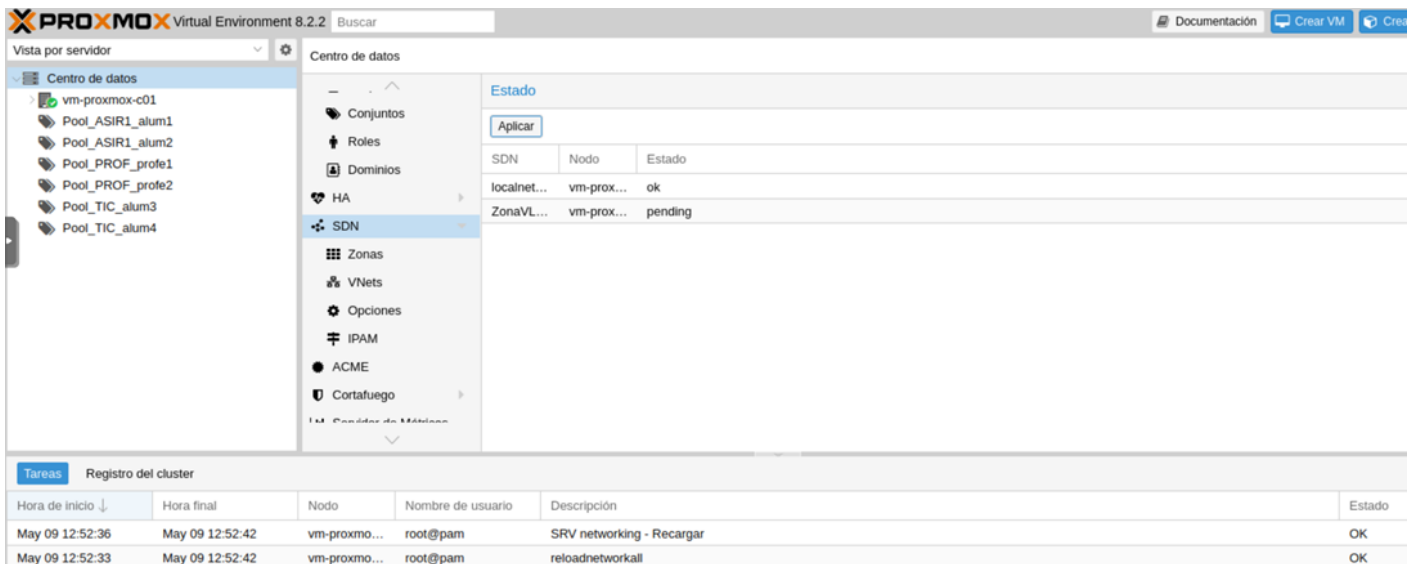 PROXMOX Virtual Environment 8.2.2 Buscar Documentación Crear VM Crea
Vista por servidor
Centro de datos
vm-proxmox-c01
Pool_ASIR1_alum1
Pool_ASIR1_alum2
Pool_PROF_profe1
Pool_PROF_profe2
Pool_TIC_alum3
Pool_TIC_alum4
Centro de datos
Conjuntos
Roles
Dominios
HA
SDN
Zonas
VNets
Opciones
IPAM
ACME
Cortafuego
Servidor de Métricas
Estado
Aplicar
SDN Nodo Estado
localnet... vm-prox... ok
ZonaVL... vm-prox... pending
Tareas Registro del cluster
Hora de inicio ↓ Hora final Nodo Nombre de usuario Descripción Estado
May 09 12:52:36 May 09 12:52:42 vm-proxmo... root@pam SRV networking - Recargar OK
May 09 12:52:33 May 09 12:52:42 vm-proxmo... root@pam reloadnetworkall OK